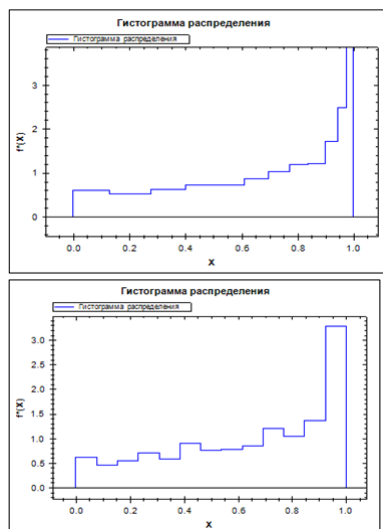 Гистограмма распределения
Гистограмма распределения
f*(X)
3
2
1
0
0.0 0.2 0.4 0.6 0.8 1.0
X
Гистограмма распределения
Гистограмма распределения
f*(X)
3.0
2.5
2.0
1.5
1.0
0.5
0.0
0.0 0.2 0.4 0.6 0.8 1.0
X